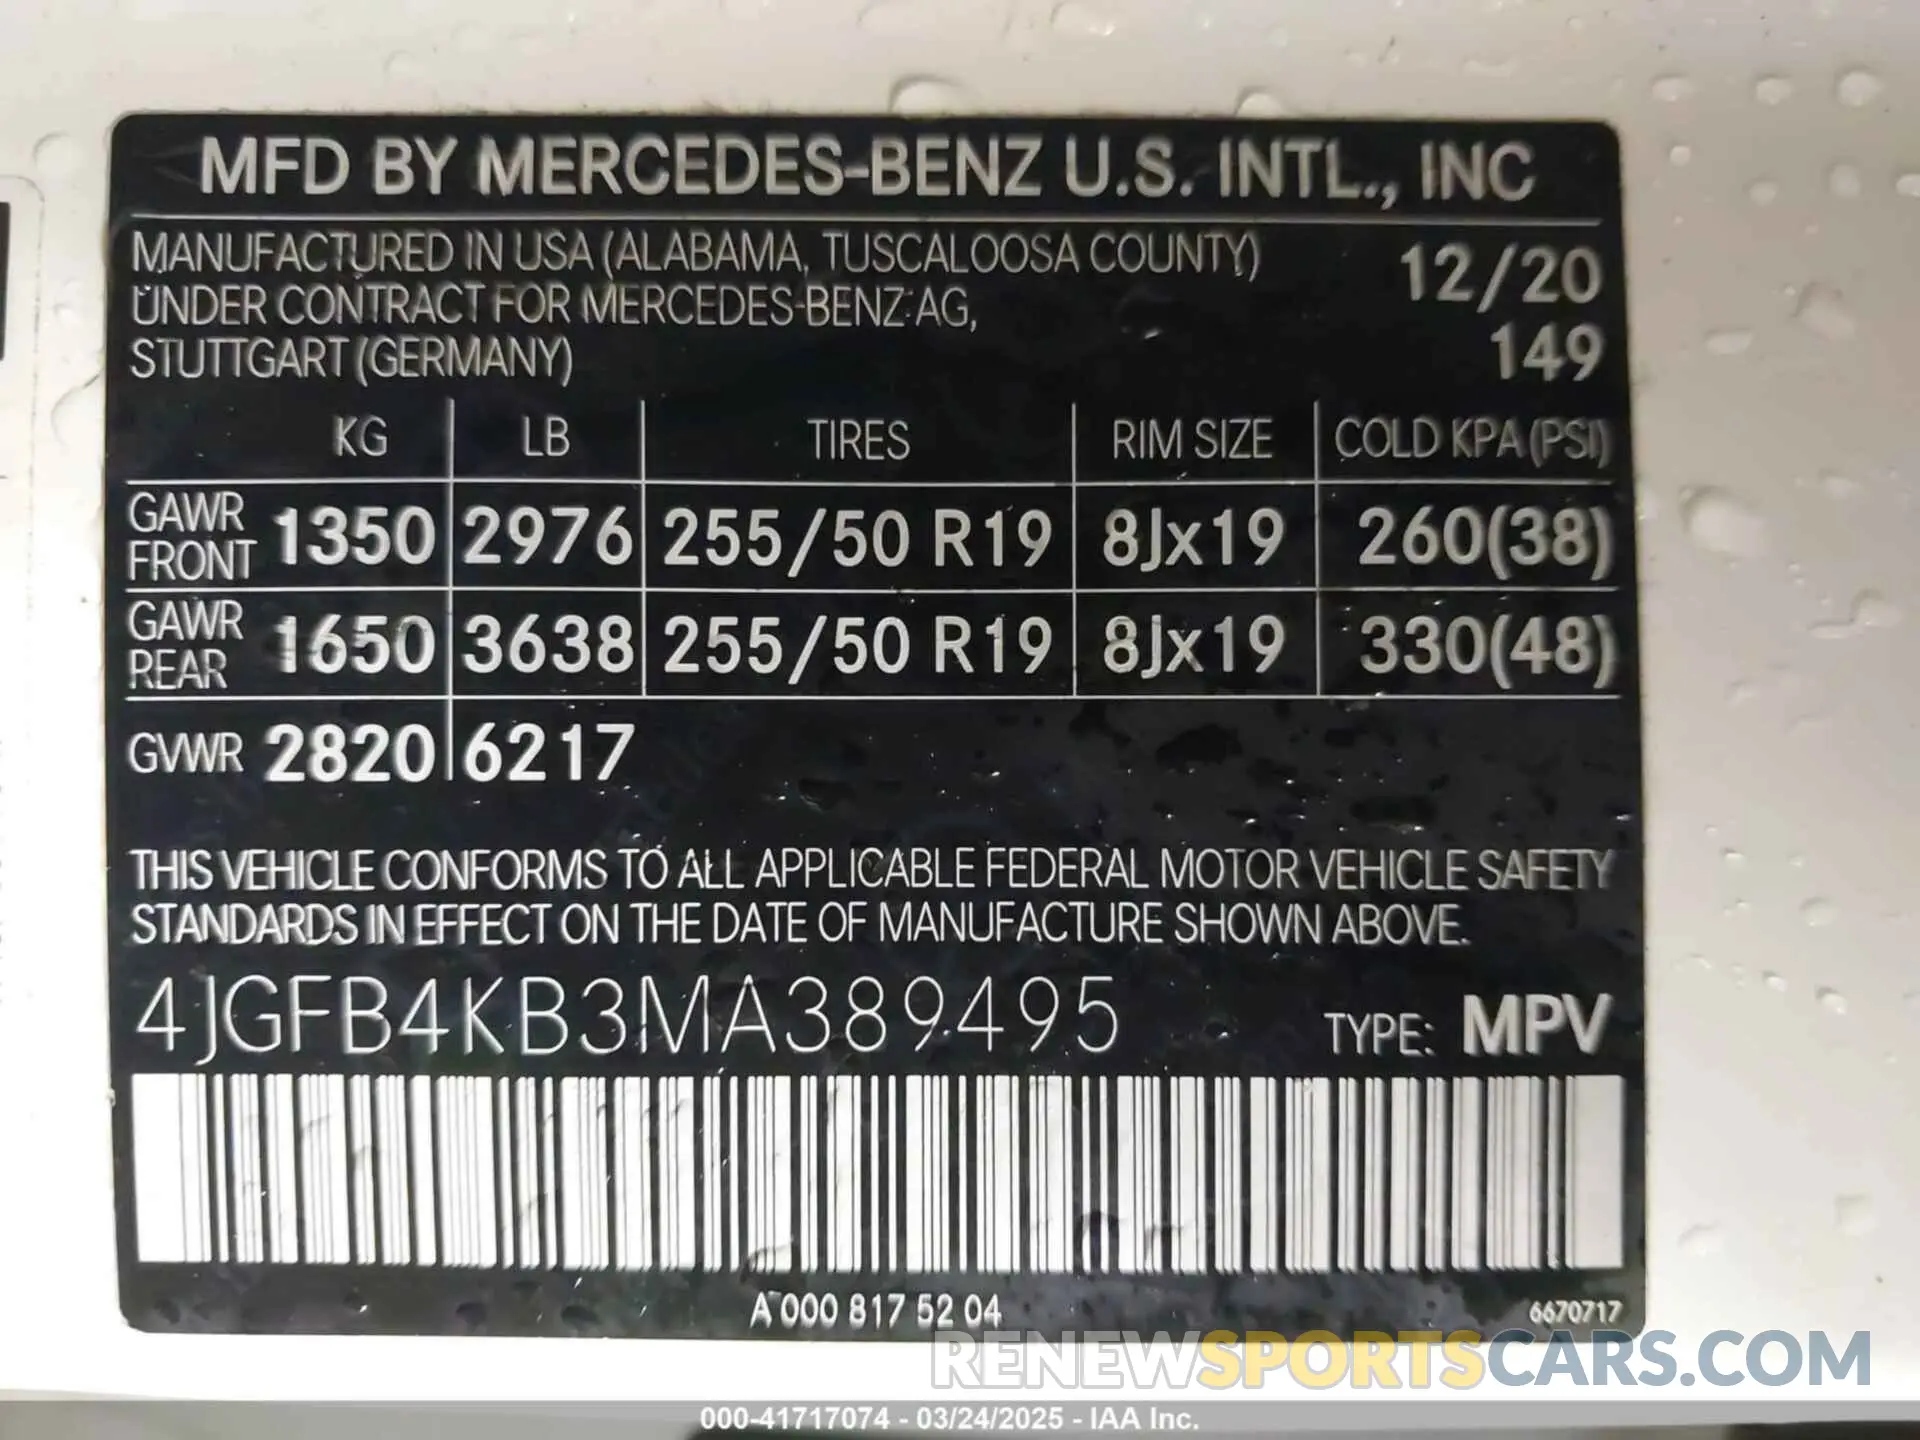 MFD BY MERCEDES-BENZ U.S. INTL., INC
MANUFACTURED IN USA (ALABAMA, TUSCALOOSA COUNTY) 12/20
UNDER CONTRACT FOR MERCEDES-BENZ AG,
STUTTGART (GERMANY) 149
KG LB TIRES RIM SIZE COLD KPA (PSI)
GAWR FRONT 1350 2976 255/50 R19 8Jx19 260(38)
GAWR REAR 1650 3638 255/50 R19 8Jx19 330(48)
GVWR 2820 6217
THIS VEHICLE CONFORMS TO ALL APPLICABLE FEDERAL MOTOR VEHICLE SAFETY
STANDARDS IN EFFECT ON THE DATE OF MANUFACTURE SHOWN ABOVE.
4JGFB4KB3MA389495 TYPE: MPV
A 000 817 52 04 6670717
RENEWSPORTSCARS.COM
000-41717074 - 03/24/2025 - IAA Inc.